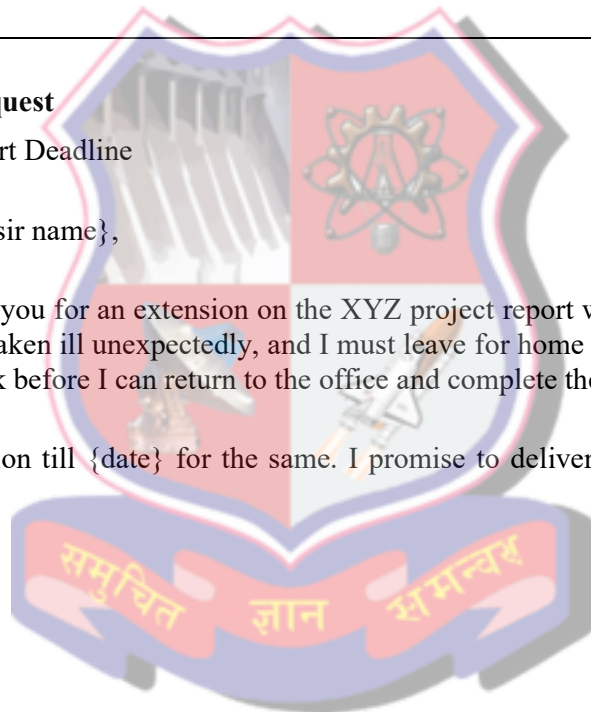 quest
rt Deadline
sir name},
you for an extension on the XYZ project report w
aken ill unexpectedly, and I must leave for home
k before I can return to the office and complete the
on till {date} for the same. I promise to deliver
समुचित ज्ञान समन्वय